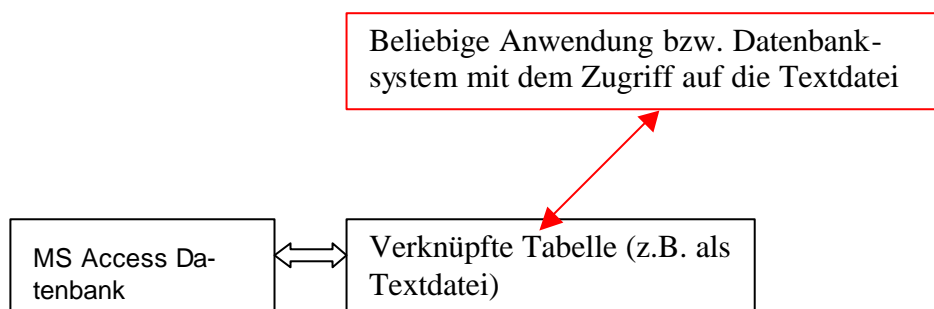 Beliebige Anwendung bzw. Datenbank-
system mit dem Zugriff auf die Textdatei
MS Access Da-
tenbank
Verknüpfte Tabelle (z.B. als
Textdatei)